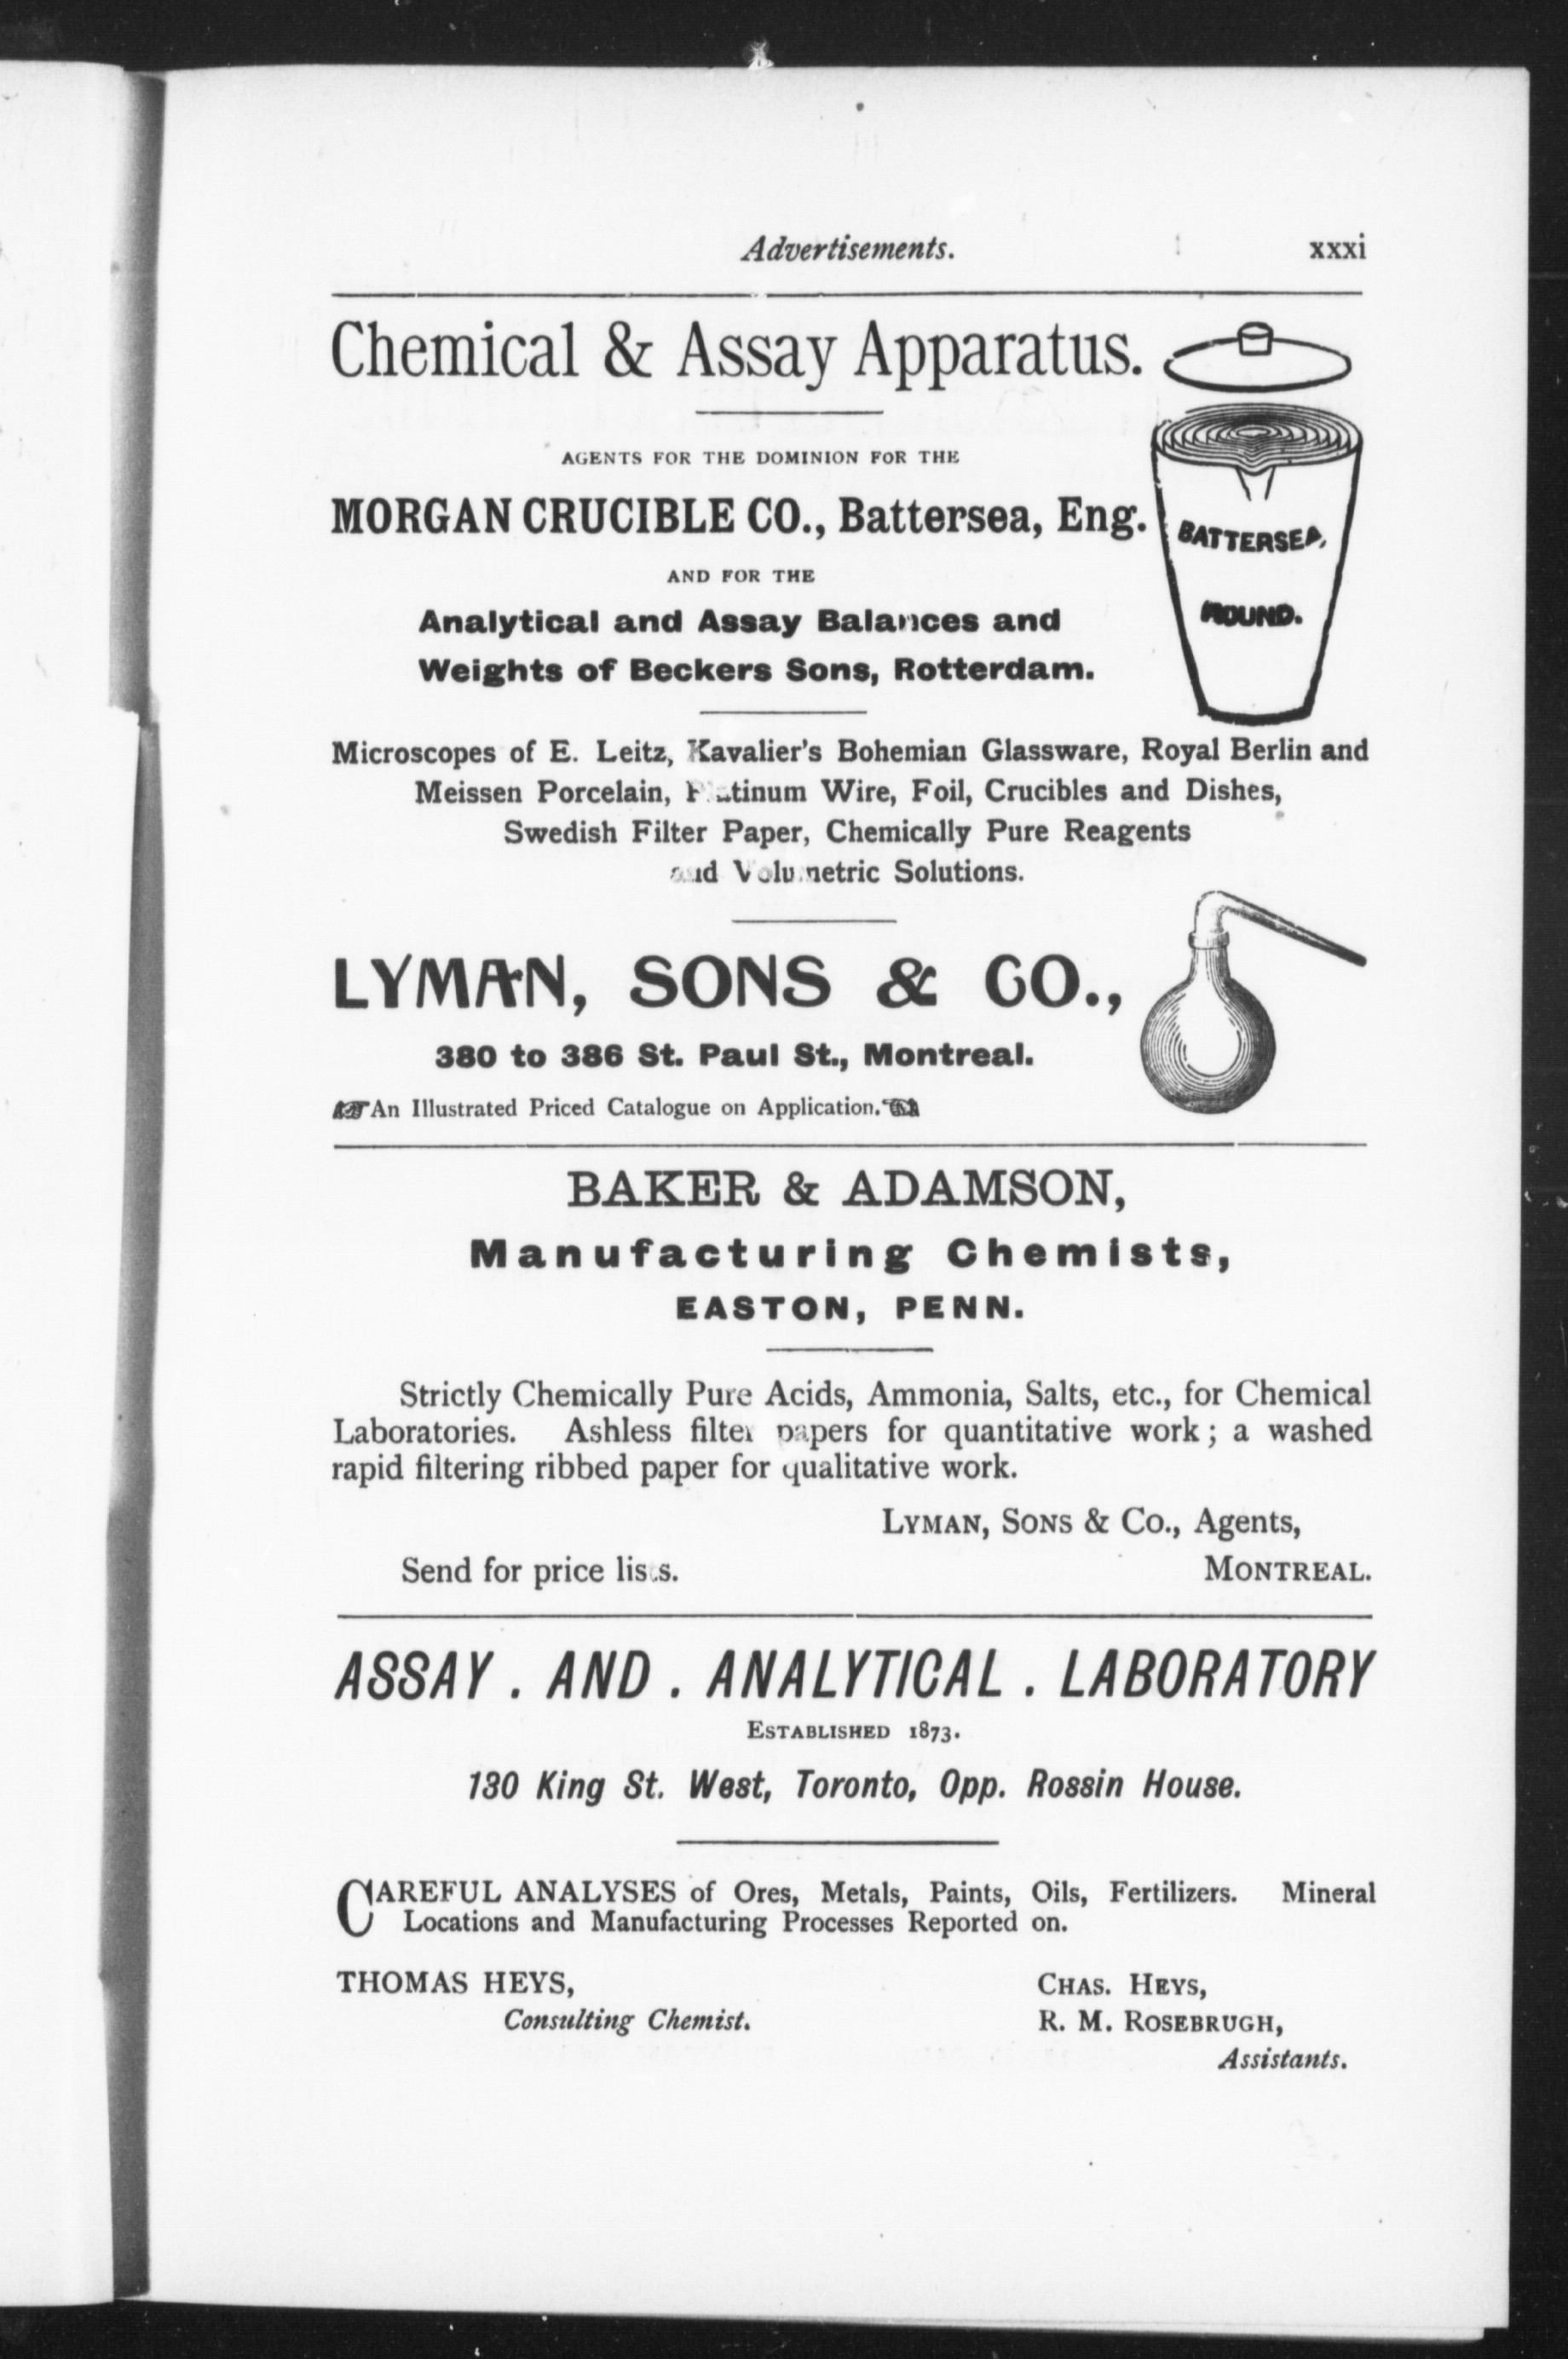 Advertisements. xxxi
Chemical & Assay Apparatus.
AGENTS FOR THE DOMINION FOR THE
MORGAN CRUCIBLE CO., Battersea, Eng.
BATTERSEA,
ROUND.
AND FOR THE
Analytical and Assay Balances and
Weights of Beckers Sons, Rotterdam.
Microscopes of E. Leitz, Kavalier's Bohemian Glassware, Royal Berlin and
Meissen Porcelain, Platinum Wire, Foil, Crucibles and Dishes,
Swedish Filter Paper, Chemically Pure Reagents
and Volumetric Solutions.
LYMAN, SONS & CO.,
380 to 386 St. Paul St., Montreal.
☞An Illustrated Priced Catalogue on Application.☜
BAKER & ADAMSON,
Manufacturing Chemists,
EASTON, PENN.
Strictly Chemically Pure Acids, Ammonia, Salts, etc., for Chemical
Laboratories. Ashless filter papers for quantitative work; a washed
rapid filtering ribbed paper for qualitative work.
LYMAN, SONS & CO., Agents,
Send for price lists. MONTREAL.
ASSAY . AND . ANALYTICAL . LABORATORY
ESTABLISHED 1873.
130 King St. West, Toronto, Opp. Rossin House.
CAREFUL ANALYSES of Ores, Metals, Paints, Oils, Fertilizers. Mineral
Locations and Manufacturing Processes Reported on.
THOMAS HEYS, CHAS. HEYS,
Consulting Chemist. R. M. ROSEBRUGH,
Assistants.